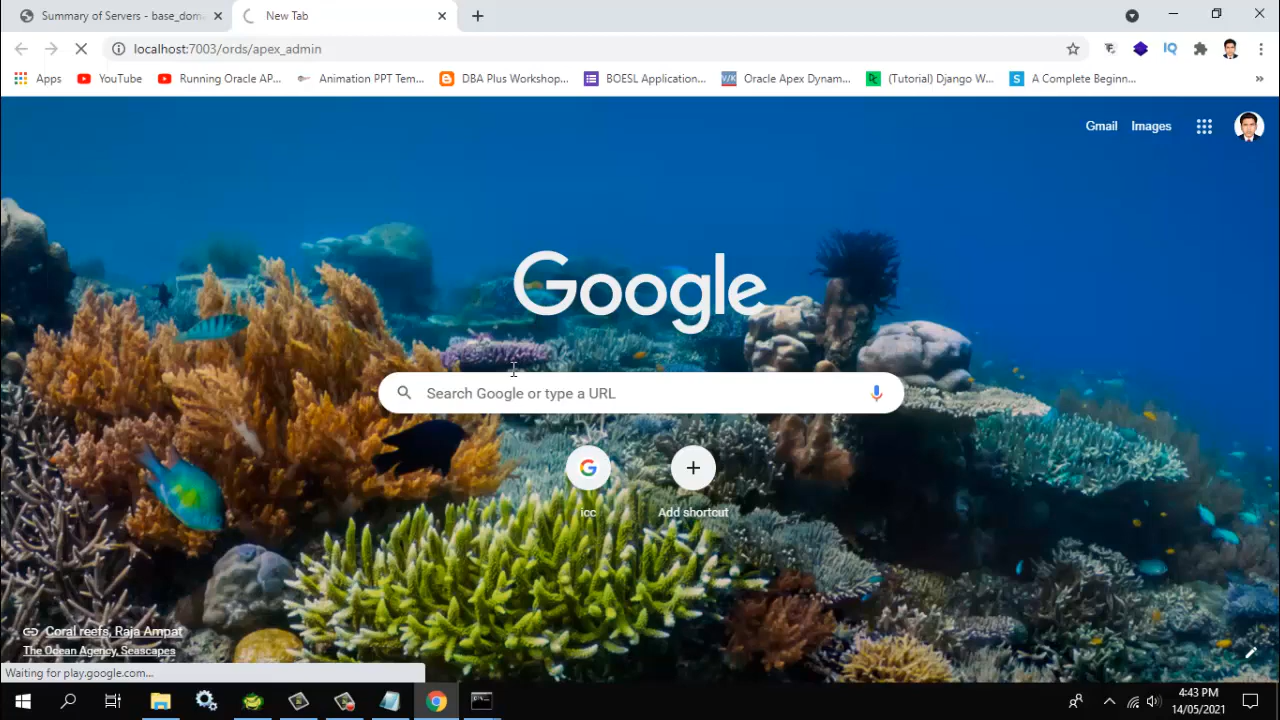 Summary of Servers - base_dom
New Tab
localhost:7003/ords/apex_admin
Apps
YouTube
Running Oracle AP...
Animation PPT Tem...
DBA Plus Workshop...
BOESL Application...
Oracle Apex Dynam...
(Tutorial) Django W...
A Complete Beginn...
Gmail
Images
Google
Search Google or type a URL
icc
Add shortcut
Coral reefs, Raja Ampat
The Ocean Agency, Seascapes
Waiting for play.google.com...
4:43 PM
14/05/2021